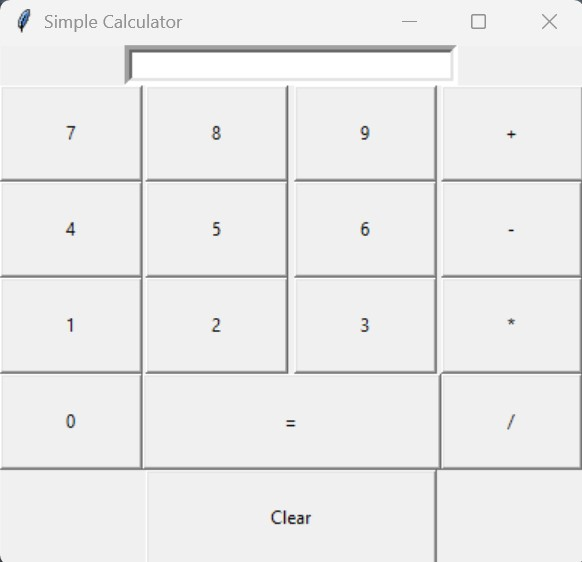 Simple Calculator
7 8 9 +
4 5 6 -
1 2 3 *
0 = /
Clear